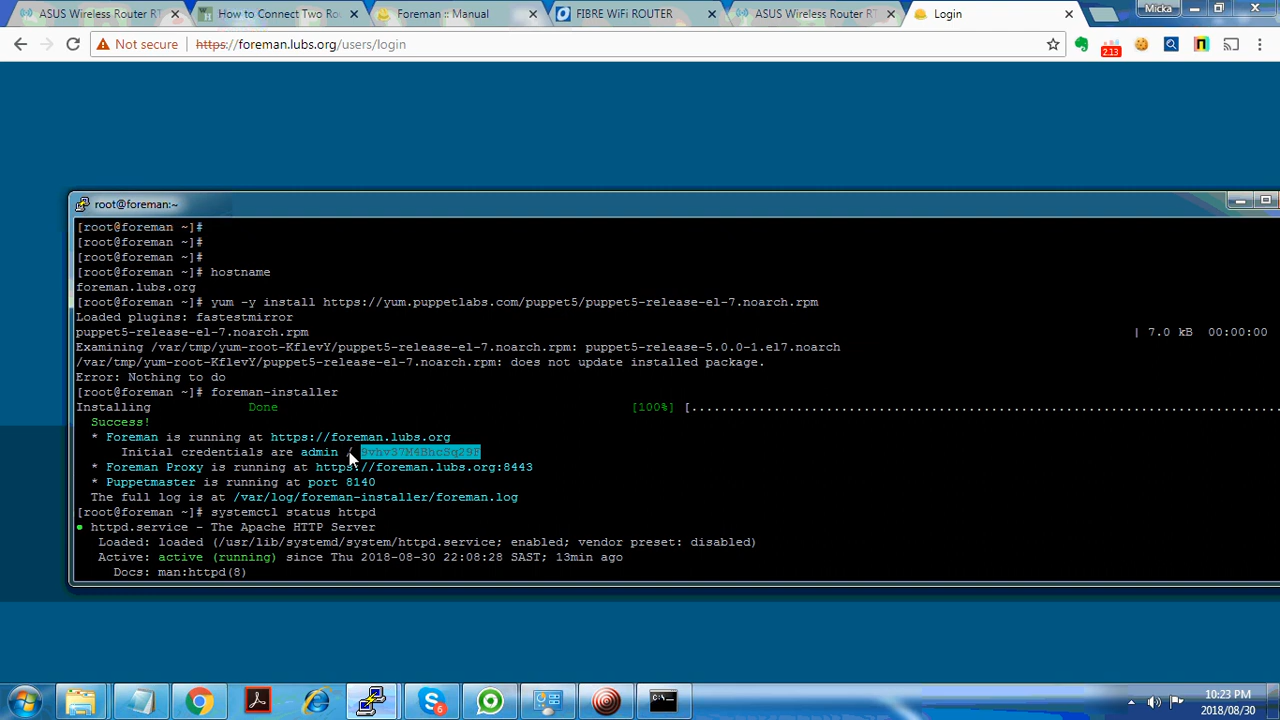 ASUS Wireless Router RT
How to Connect Two Rou
Foreman :: Manual
FIBRE WiFi ROUTER
ASUS Wireless Router RT
Login
Micka
Not secure
https://foreman.lubs.org/users/login
2.13
root@foreman:~
[root@foreman ~]#
[root@foreman ~]#
[root@foreman ~]#
[root@foreman ~]# hostname
foreman.lubs.org
[root@foreman ~]# yum -y install https://yum.puppetlabs.com/puppet5/puppet5-release-el-7.noarch.rpm
Loaded plugins: fastestmirror
puppet5-release-el-7.noarch.rpm | 7.0 kB 00:00:00
Examining /var/tmp/yum-root-KflevY/puppet5-release-el-7.noarch.rpm: puppet5-release-5.0.0-1.el7.noarch
/var/tmp/yum-root-KflevY/puppet5-release-el-7.noarch.rpm: does not update installed package.
Error: Nothing to do
[root@foreman ~]# foreman-installer
Installing Done [100%] [..............................................................................
Success!
* Foreman is running at https://foreman.lubs.org
Initial credentials are admin / 9vhv37M4BhcSq29F
* Foreman Proxy is running at https://foreman.lubs.org:8443
* Puppetmaster is running at port 8140
The full log is at /var/log/foreman-installer/foreman.log
[root@foreman ~]# systemctl status httpd
● httpd.service - The Apache HTTP Server
Loaded: loaded (/usr/lib/systemd/system/httpd.service; enabled; vendor preset: disabled)
Active: active (running) since Thu 2018-08-30 22:08:28 SAST; 13min ago
Docs: man:httpd(8)
6
10:23 PM
2018/08/30